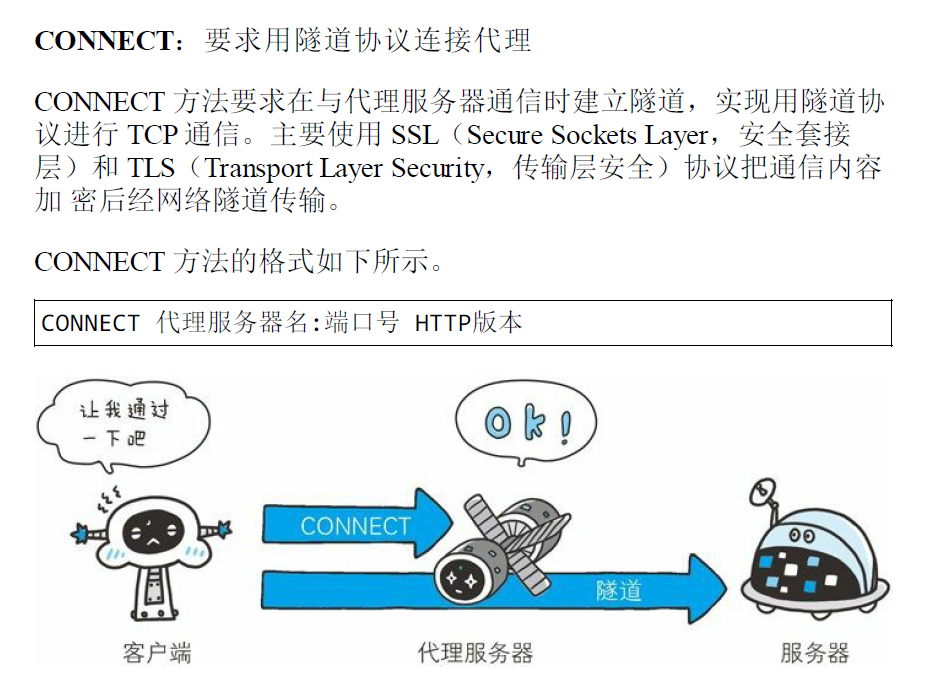 CONNECT：要求用隧道协议连接代理
CONNECT 方法要求在与代理服务器通信时建立隧道，实现用隧道协
议进行 TCP 通信。主要使用 SSL（Secure Sockets Layer，安全套接
层）和 TLS（Transport Layer Security，传输层安全）协议把通信内容
加 密后经网络隧道传输。
CONNECT 方法的格式如下所示。
CONNECT 代理服务器名:端口号 HTTP版本
让我通过
一下吧
Ok!
CONNECT
隧道
客户端
代理服务器
服务器